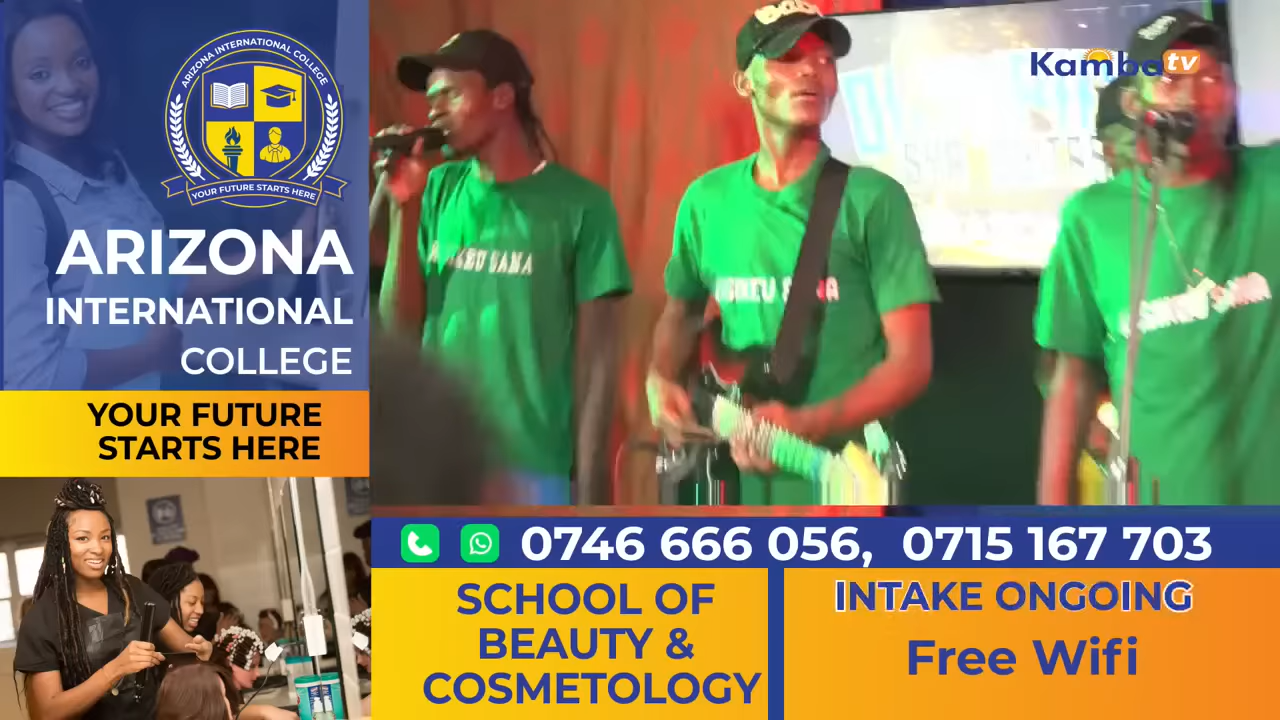 ARIZONA INTERNATIONAL COLLEGE
YOUR FUTURE STARTS HERE
ARIZONA
INTERNATIONAL
COLLEGE
YOUR FUTURE
STARTS HERE
Kamba tv
0746 666 056, 0715 167 703
SCHOOL OF
BEAUTY &
COSMETOLOGY
INTAKE ONGOING
Free Wifi